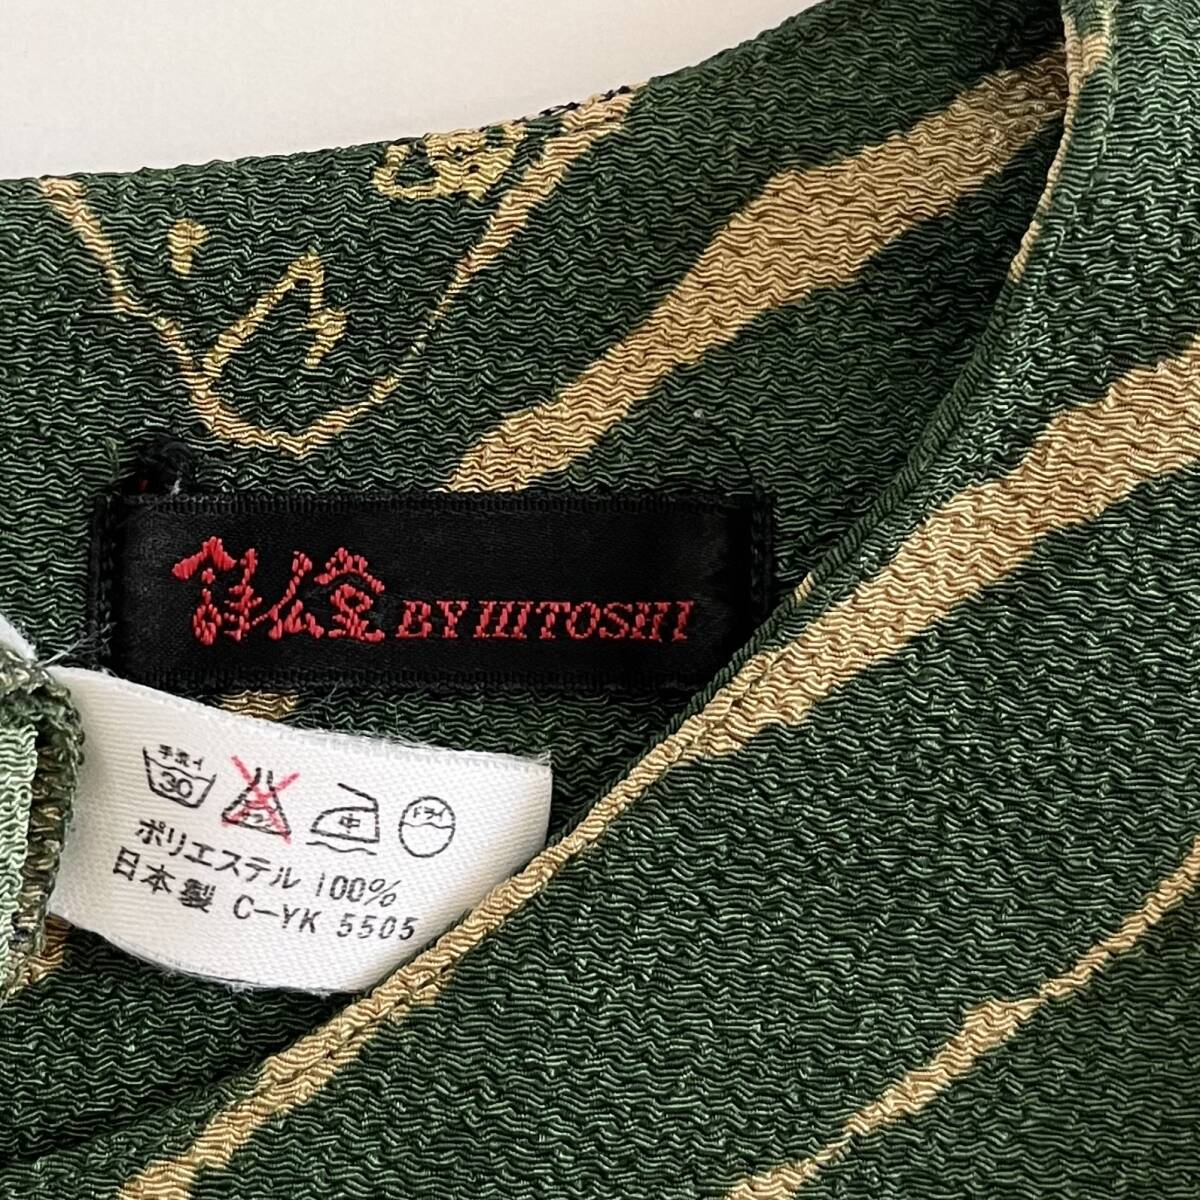 BY HITOSHI
手洗イ
30
中
ドライ
ポリエステル 100%
日本製 C-YK 5505